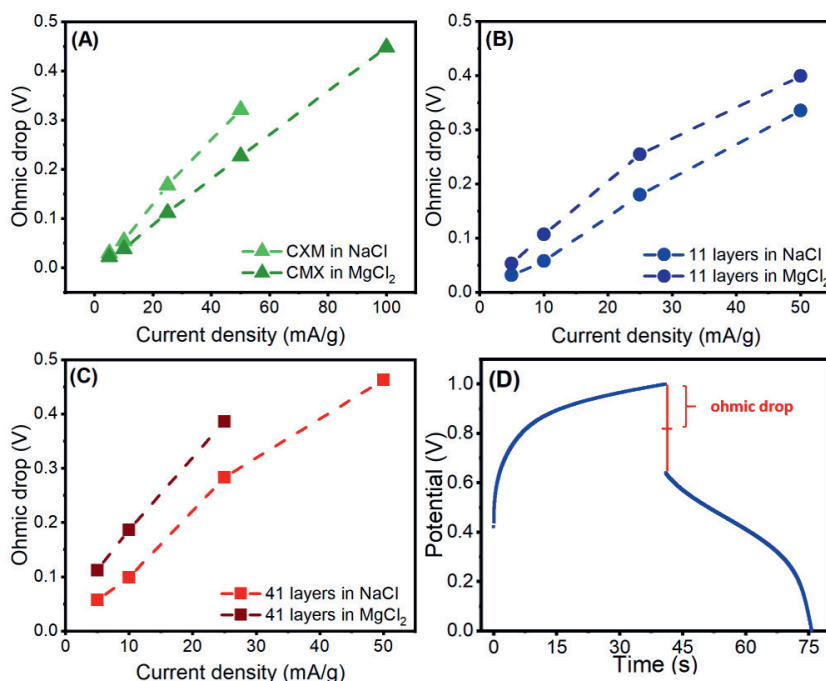 (A)
Ohmic drop (V)
0.5
0.4
0.3
0.2
0.1
0.0
CXM in NaCl
CMX in MgCl₂
0 20 40 60 80 100
Current density (mA/g)
(B)
Ohmic drop (V)
0.5
0.4
0.3
0.2
0.1
0.0
11 layers in NaCl
11 layers in MgCl₂
0 10 20 30 40 50
Current density (mA/g)
(C)
Ohmic drop (V)
0.5
0.4
0.3
0.2
0.1
0.0
41 layers in NaCl
41 layers in MgCl₂
0 10 20 30 40 50
Current density (mA/g)
(D)
Potential (V)
1.0
0.8
0.6
0.4
0.2
0.0
ohmic drop
0 15 30 45 60 75
Time (s)